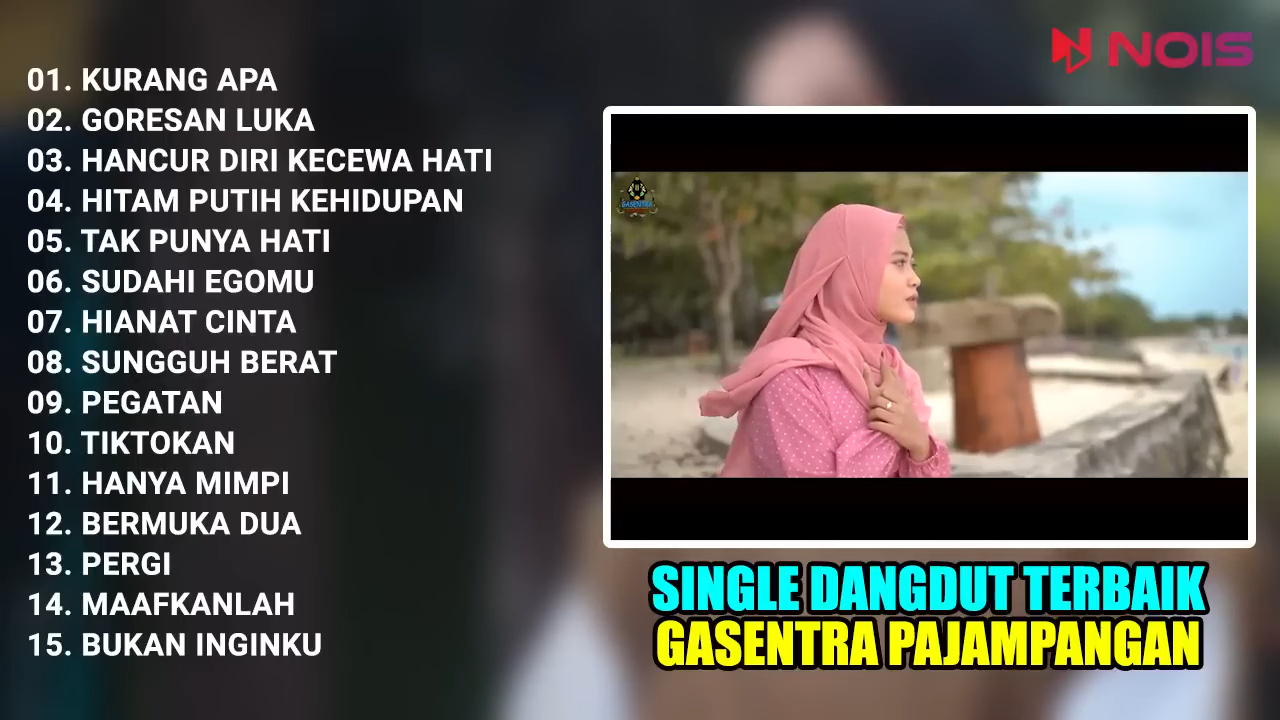 01. KURANG APA
02. GORESAN LUKA
03. HANCUR DIRI KECEWA HATI
04. HITAM PUTIH KEHIDUPAN
05. TAK PUNYA HATI
06. SUDAHI EGOMU
07. HIANAT CINTA
08. SUNGGUH BERAT
09. PEGATAN
10. TIKTOKAN
11. HANYA MIMPI
12. BERMUKA DUA
13. PERGI
14. MAAFKANLAH
15. BUKAN INGINKU
NOIS
GASENTRA
SINGLE DANGDUT TERBAIK
GASENTRA PAJAMPANGAN